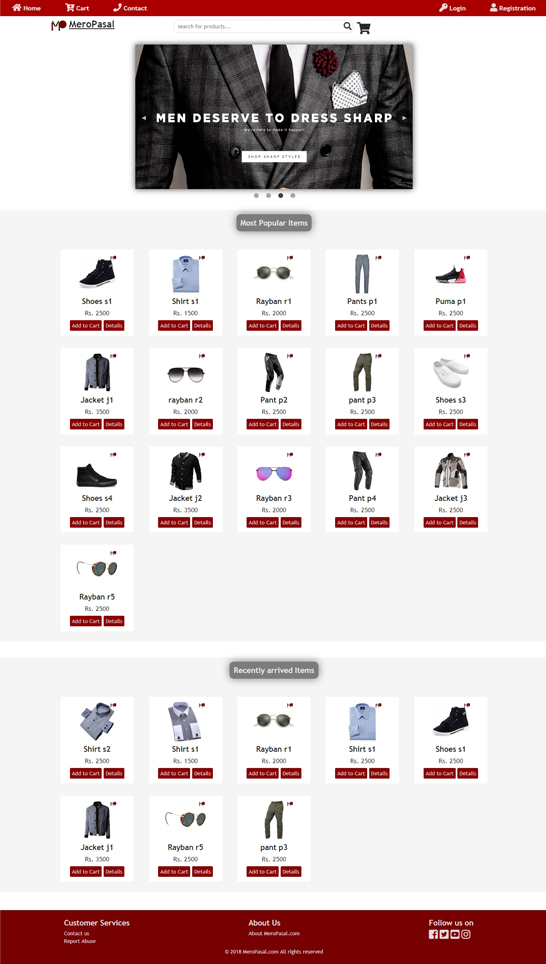 Home Cart Contact Login Registration
MeroPasal search for products...
MEN DESERVE TO DRESS SHARP
We're here to make it happen!
SHOP SHARP STYLES
Most Popular Items
Shoes s1 Shirt s1 Rayban r1 Pants p1 Puma p1
Rs. 2500 Rs. 1500 Rs. 2000 Rs. 2500 Rs. 2500
Add to Cart Details Add to Cart Details Add to Cart Details Add to Cart Details Add to Cart Details
Jacket j1 rayban r2 Pant p2 pant p3 Shoes s3
Rs. 3500 Rs. 2000 Rs. 2500 Rs. 2500 Rs. 2500
Add to Cart Details Add to Cart Details Add to Cart Details Add to Cart Details Add to Cart Details
Shoes s4 Jacket j2 Rayban r3 Pant p4 Jacket j3
Rs. 2500 Rs. 3500 Rs. 2000 Rs. 2500 Rs. 2500
Add to Cart Details Add to Cart Details Add to Cart Details Add to Cart Details Add to Cart Details
Rayban r5
Rs. 2500
Add to Cart Details
Recently arrived Items
Shirt s2 Shirt s1 Rayban r1 Shirt s1 Shoes s1
Rs. 2500 Rs. 1500 Rs. 2000 Rs. 2500 Rs. 2500
Add to Cart Details Add to Cart Details Add to Cart Details Add to Cart Details Add to Cart Details
Jacket j1 Rayban r5 pant p3
Rs. 3500 Rs. 2500 Rs. 2500
Add to Cart Details Add to Cart Details Add to Cart Details
Customer Services About Us Follow us on
Contact us About MeroPasal.com
Report Abuse
© 2018 MeroPasal.com All rights reserved